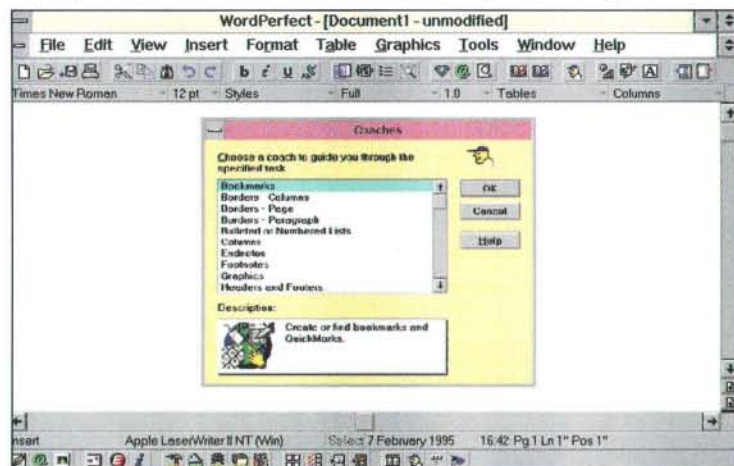 WordPerfect - [Document1 - unmodified]
File Edit View Insert Format Table Graphics Tools Window Help
Times New Roman 12 pt Styles Full 1.0 Tables Columns
Coaches
Choose a coach to guide you through the
specified task
Bookmarks
Borders - Columns
Borders - Page
Borders - Paragraph
Bulleted or Numbered Lists
Columns
Endnotes
Footnotes
Graphics
Headers and Footers
OK
Cancel
Help
Description:
Create or find bookmarks and
QuickMarks.
nsert Apple LaserWriter II NT (Win) Select 7 February 1995 16.42 Pg 1 Ln 1" Pos 1"